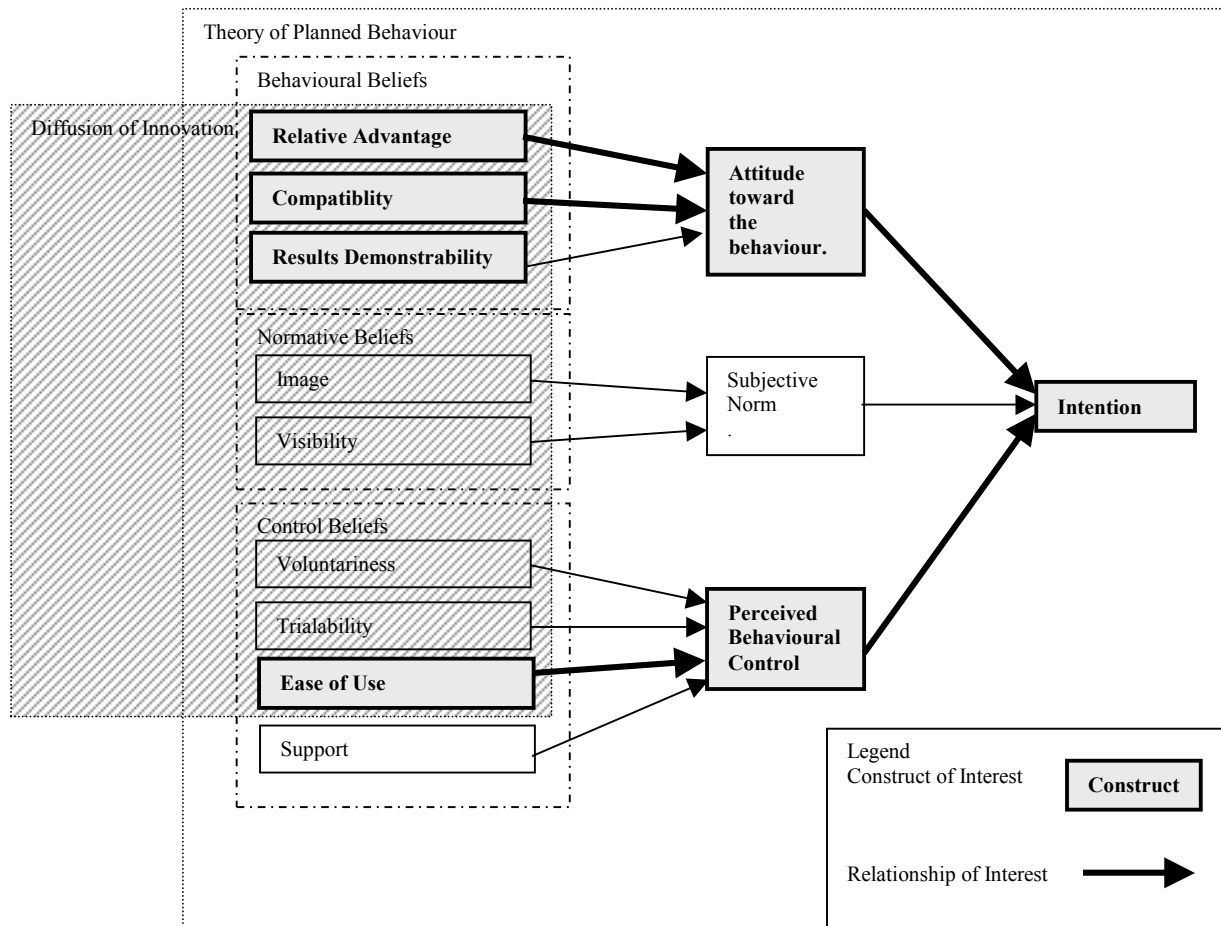 Theory of Planned Behaviour
Behavioural Beliefs
Diffusion of Innovation
Relative Advantage
Compatiblity
Results Demonstrability
Attitude
toward
the
behaviour.
Normative Beliefs
Image
Visibility
Subjective
Norm
.
Intention
Control Beliefs
Voluntariness
Trialability
Ease of Use
Support
Perceived
Behavioural
Control
Legend
Construct of Interest
Construct
Relationship of Interest